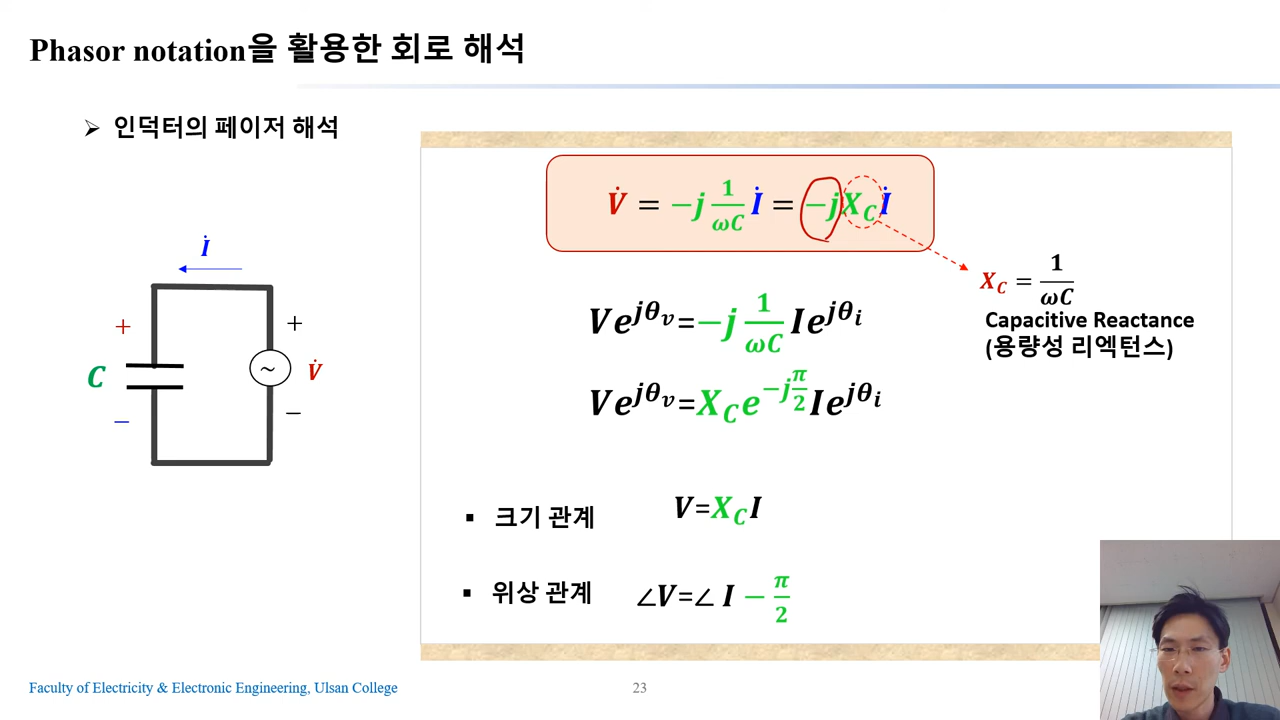 Phasor notation을 활용한 회로 해석
➢ 인덕터의 페이저 해석
V̇ = −j 1/ωC İ = −jX_C İ
X_C = 1/ωC
Capacitive Reactance
(용량성 리엑턴스)
İ
+
+
C
~
V̇
−
−
Ve^{jθ_v}=−j 1/ωC Ie^{jθ_i}
Ve^{jθ_v}=X_C e^{−j π/2} Ie^{jθ_i}
▪ 크기 관계 V=X_C I
▪ 위상 관계 ∠V=∠ I − π/2
Faculty of Electricity & Electronic Engineering, Ulsan College
23